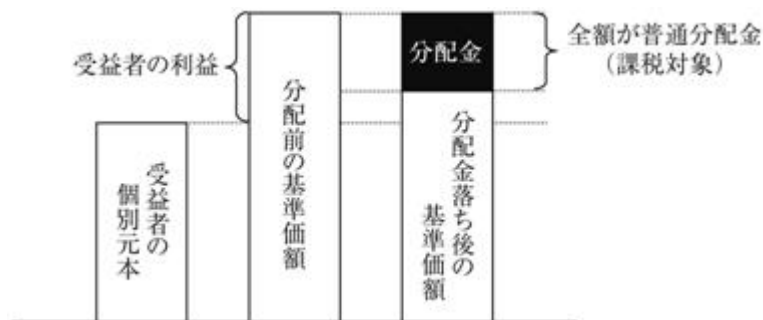 受益者の利益
分配金
全額が普通分配金
（課税対象）
受益者の
個別元本
分配前の基準価額
分配金落ち後の
基準価額